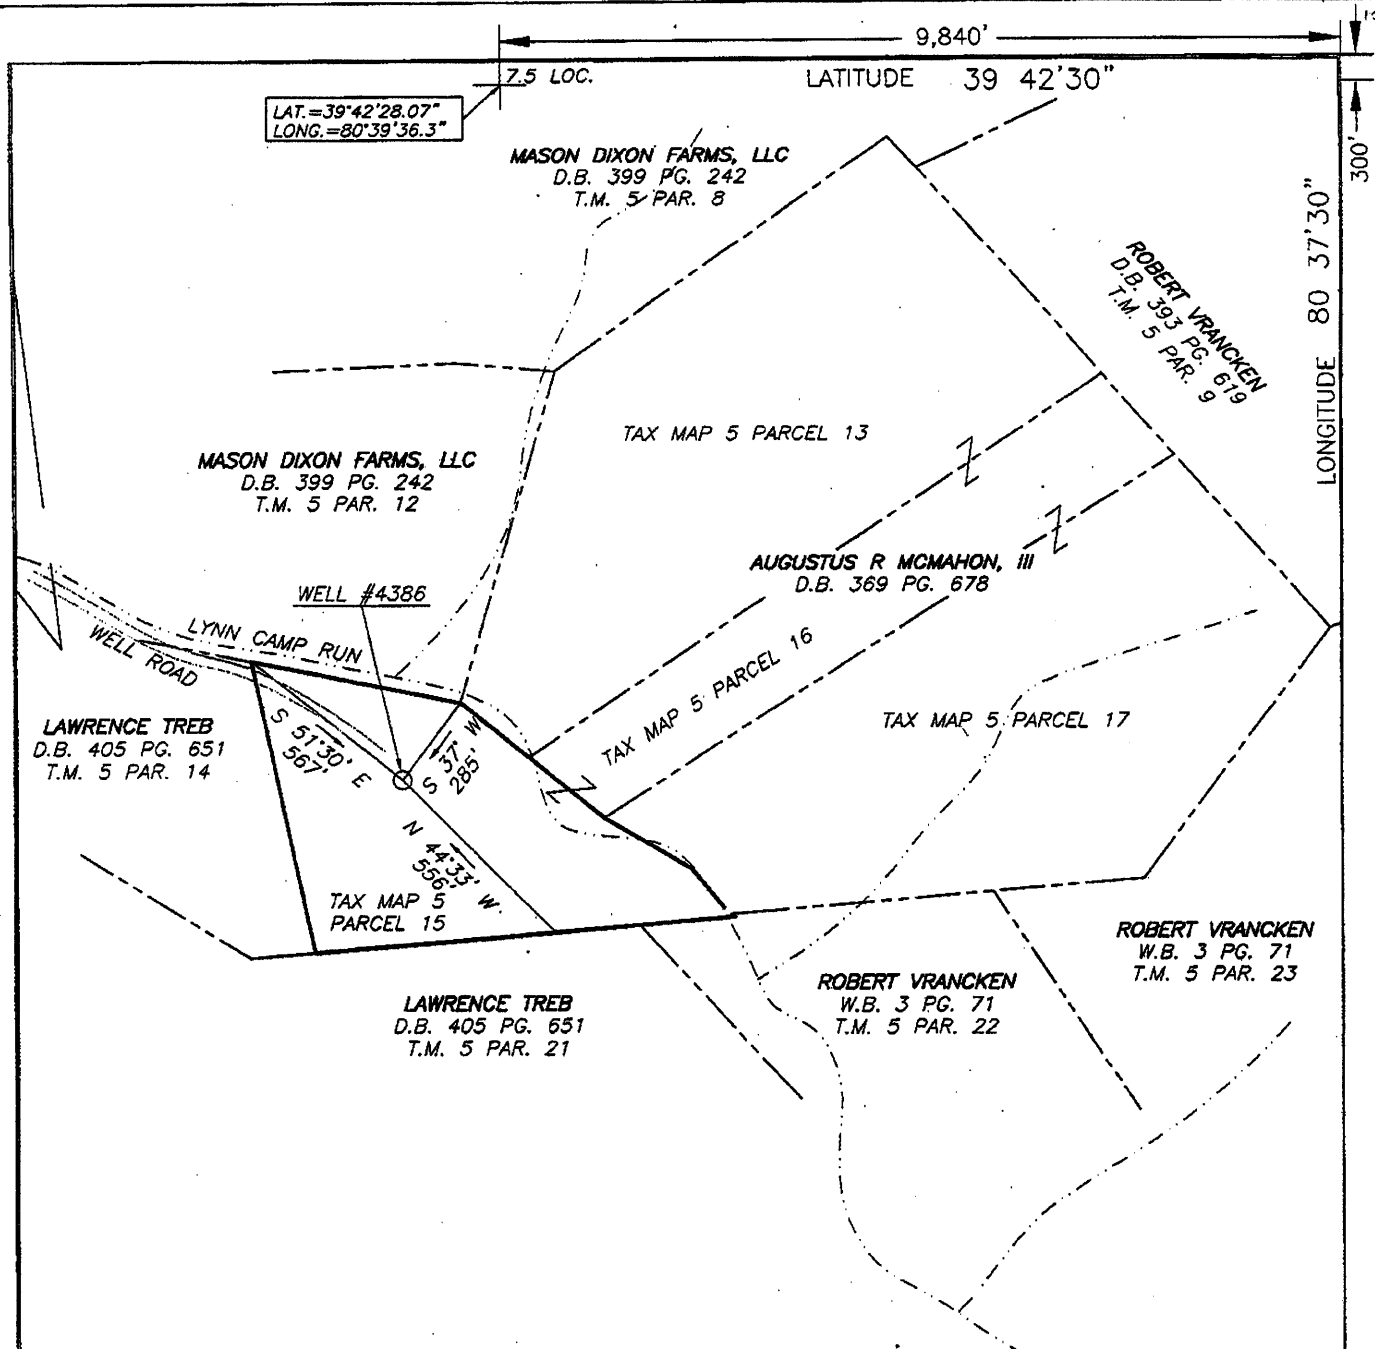 9,840'
7.5 LOC.
LATITUDE 39 42'30"
LAT.=39°42'28.07"
LONG.=80°39'36.3"
300'
MASON DIXON FARMS, LLC
D.B. 399 PG. 242
T.M. 5 PAR. 8
LONGITUDE 80 37'30"
ROBERT VRANCKEN
D.B. 393 PG. 619
T.M. 5 PAR. 9
TAX MAP 5 PARCEL 13
MASON DIXON FARMS, LLC
D.B. 399 PG. 242
T.M. 5 PAR. 12
AUGUSTUS R MCMAHON, III
D.B. 369 PG. 678
WELL #4386
LYNN CAMP RUN
WELL ROAD
TAX MAP 5 PARCEL 16
TAX MAP 5 PARCEL 17
LAWRENCE TREB
D.B. 405 PG. 651
T.M. 5 PAR. 14
S 51°30' E
567'
S 37° W
285'
N 44°33' W.
556'
TAX MAP 5
PARCEL 15
ROBERT VRANCKEN
W.B. 3 PG. 71
T.M. 5 PAR. 23
ROBERT VRANCKEN
W.B. 3 PG. 71
T.M. 5 PAR. 22
LAWRENCE TREB
D.B. 405 PG. 651
T.M. 5 PAR. 21